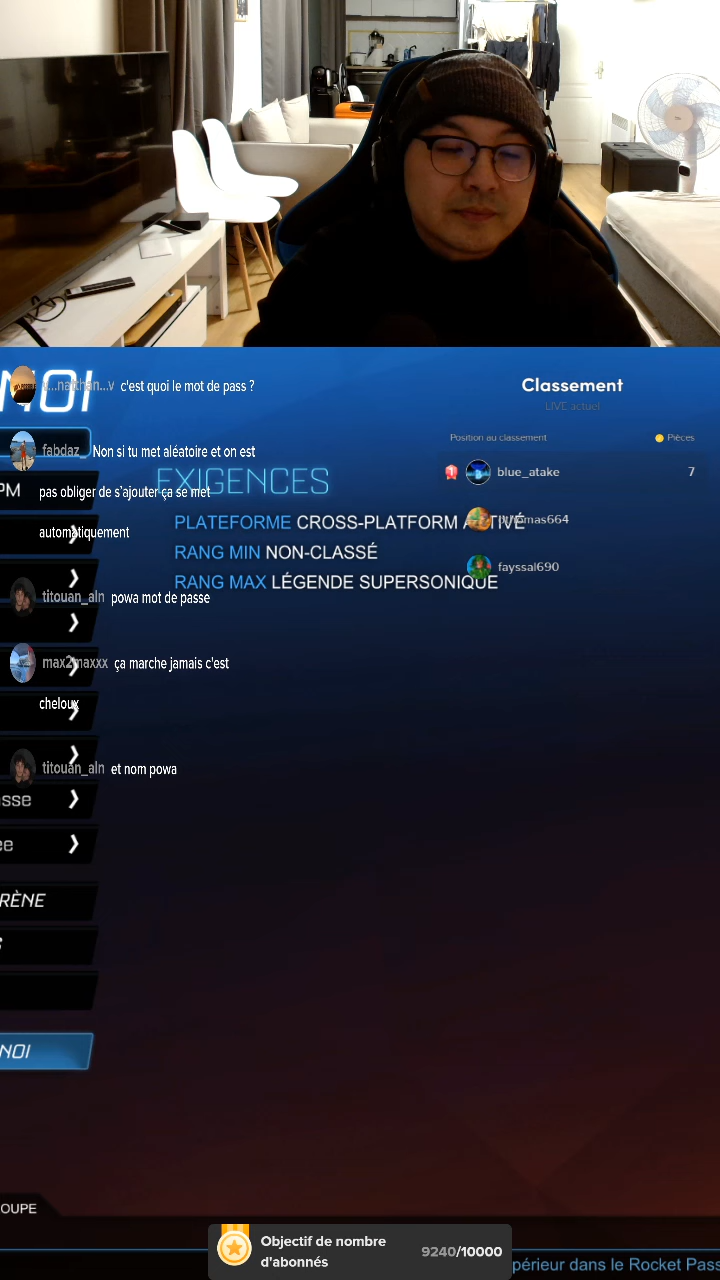 NOI
c'est quoi le mot de pass ?
Classement
LIVE actuel
Position au classement
Pièces
fabdaz_ Non si tu met aléatoire et on est
pas obliger de s'ajouter ça se met
automatiquement
1 blue_atake 7
EXIGENCES
PM
PLATEFORME CROSS-PLATFORM
RANG MIN NON-CLASSÉ
RANG MAX LÉGENDE SUPERSONIQUE
fayssal690
titouan_aln powa mot de passe
max2maxxx ça marche jamais c'est
cheloux
titouan_aln et nom powa
sse
ée
RÈNE
S
NOI
OUPE
Objectif de nombre
d'abonnés
9240/10000
périeur dans le Rocket Pass